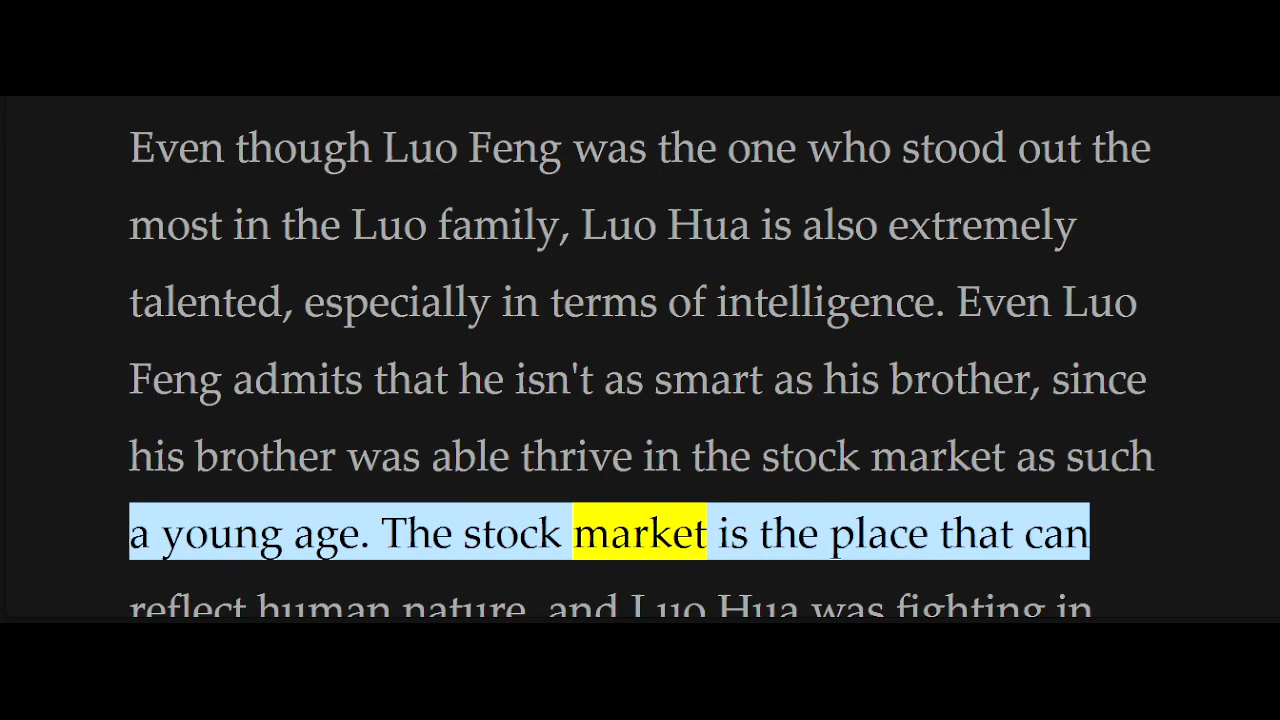 Even though Luo Feng was the one who stood out the
most in the Luo family, Luo Hua is also extremely
talented, especially in terms of intelligence. Even Luo
Feng admits that he isn't as smart as his brother, since
his brother was able thrive in the stock market as such
a young age. The stock market is the place that can
reflect human nature, and Luo Hua was fighting in